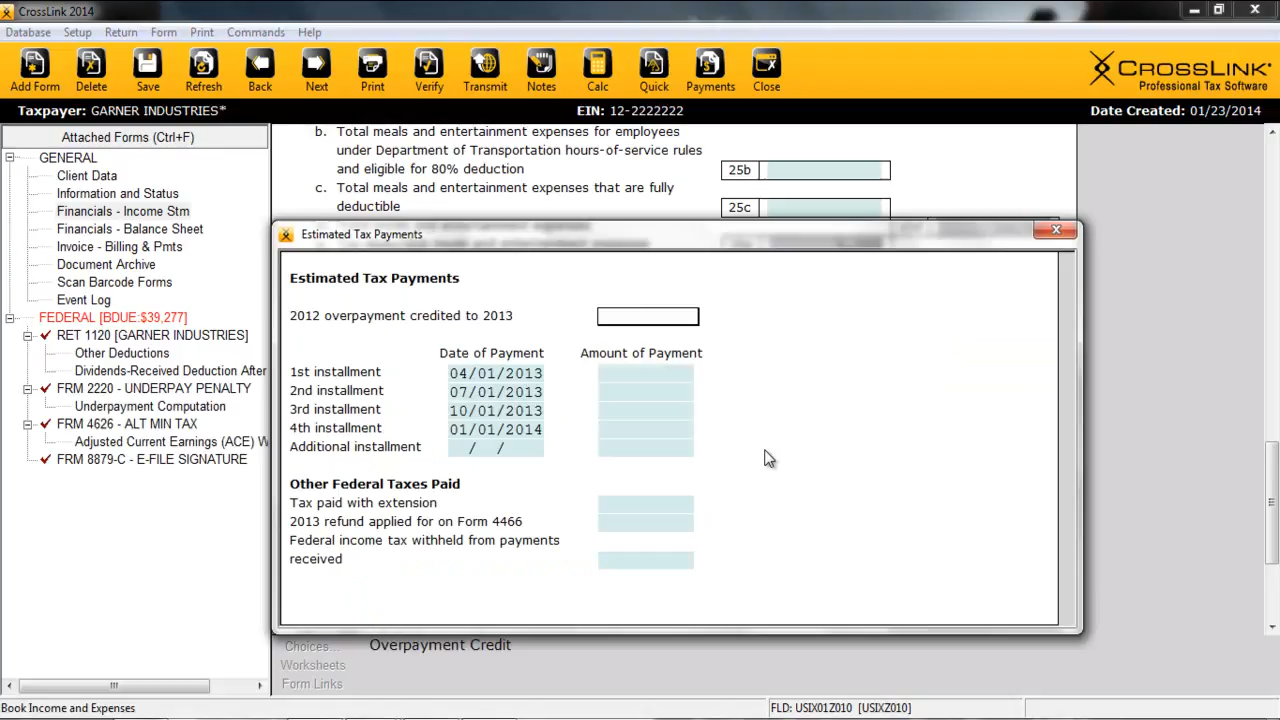 CrossLink 2014
Database Setup Return Form Print Commands Help
Add Form Delete Save Refresh Back Next Print Verify Transmit Notes Calc Quick Payments Close
CROSSLINK®
Professional Tax Software
Taxpayer: GARNER INDUSTRIES* EIN: 12-2222222 Date Created: 01/23/2014
Attached Forms (Ctrl+F)
GENERAL
Client Data
Information and Status
Financials - Income Stm
Financials - Balance Sheet
Invoice - Billing & Pmts
Document Archive
Scan Barcode Forms
Event Log
FEDERAL [BDUE:$39,277]
RET 1120 [GARNER INDUSTRIES]
Other Deductions
Dividends-Received Deduction After
FRM 2220 - UNDERPAY PENALTY
Underpayment Computation
FRM 4626 - ALT MIN TAX
Adjusted Current Earnings (ACE) W
FRM 8879-C - E-FILE SIGNATURE
b. Total meals and entertainment expenses for employees
under Department of Transportation hours-of-service rules
and eligible for 80% deduction 25b
c. Total meals and entertainment expenses that are fully
deductible 25c
Estimated Tax Payments
Estimated Tax Payments
2012 overpayment credited to 2013
Date of Payment Amount of Payment
1st installment 04/01/2013
2nd installment 07/01/2013
3rd installment 10/01/2013
4th installment 01/01/2014
Additional installment / /
Other Federal Taxes Paid
Tax paid with extension
2013 refund applied for on Form 4466
Federal income tax withheld from payments
received
Choices... Overpayment Credit
Worksheets
Form Links
Book Income and Expenses FLD: USIX01Z010 [USIXZ010]